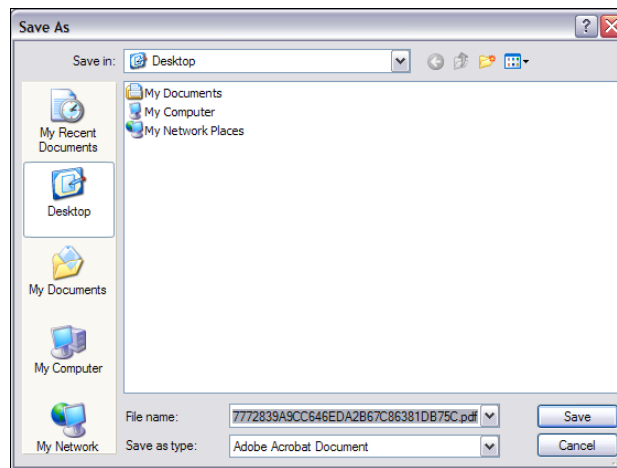 Save As
Save in:
Desktop
My Documents
My Computer
My Network Places
My Recent
Documents
Desktop
My Documents
My Computer
My Network
File name:
7772839A9CC646EDA2B67C86381DB75C.pdf
Save
Save as type:
Adobe Acrobat Document
Cancel